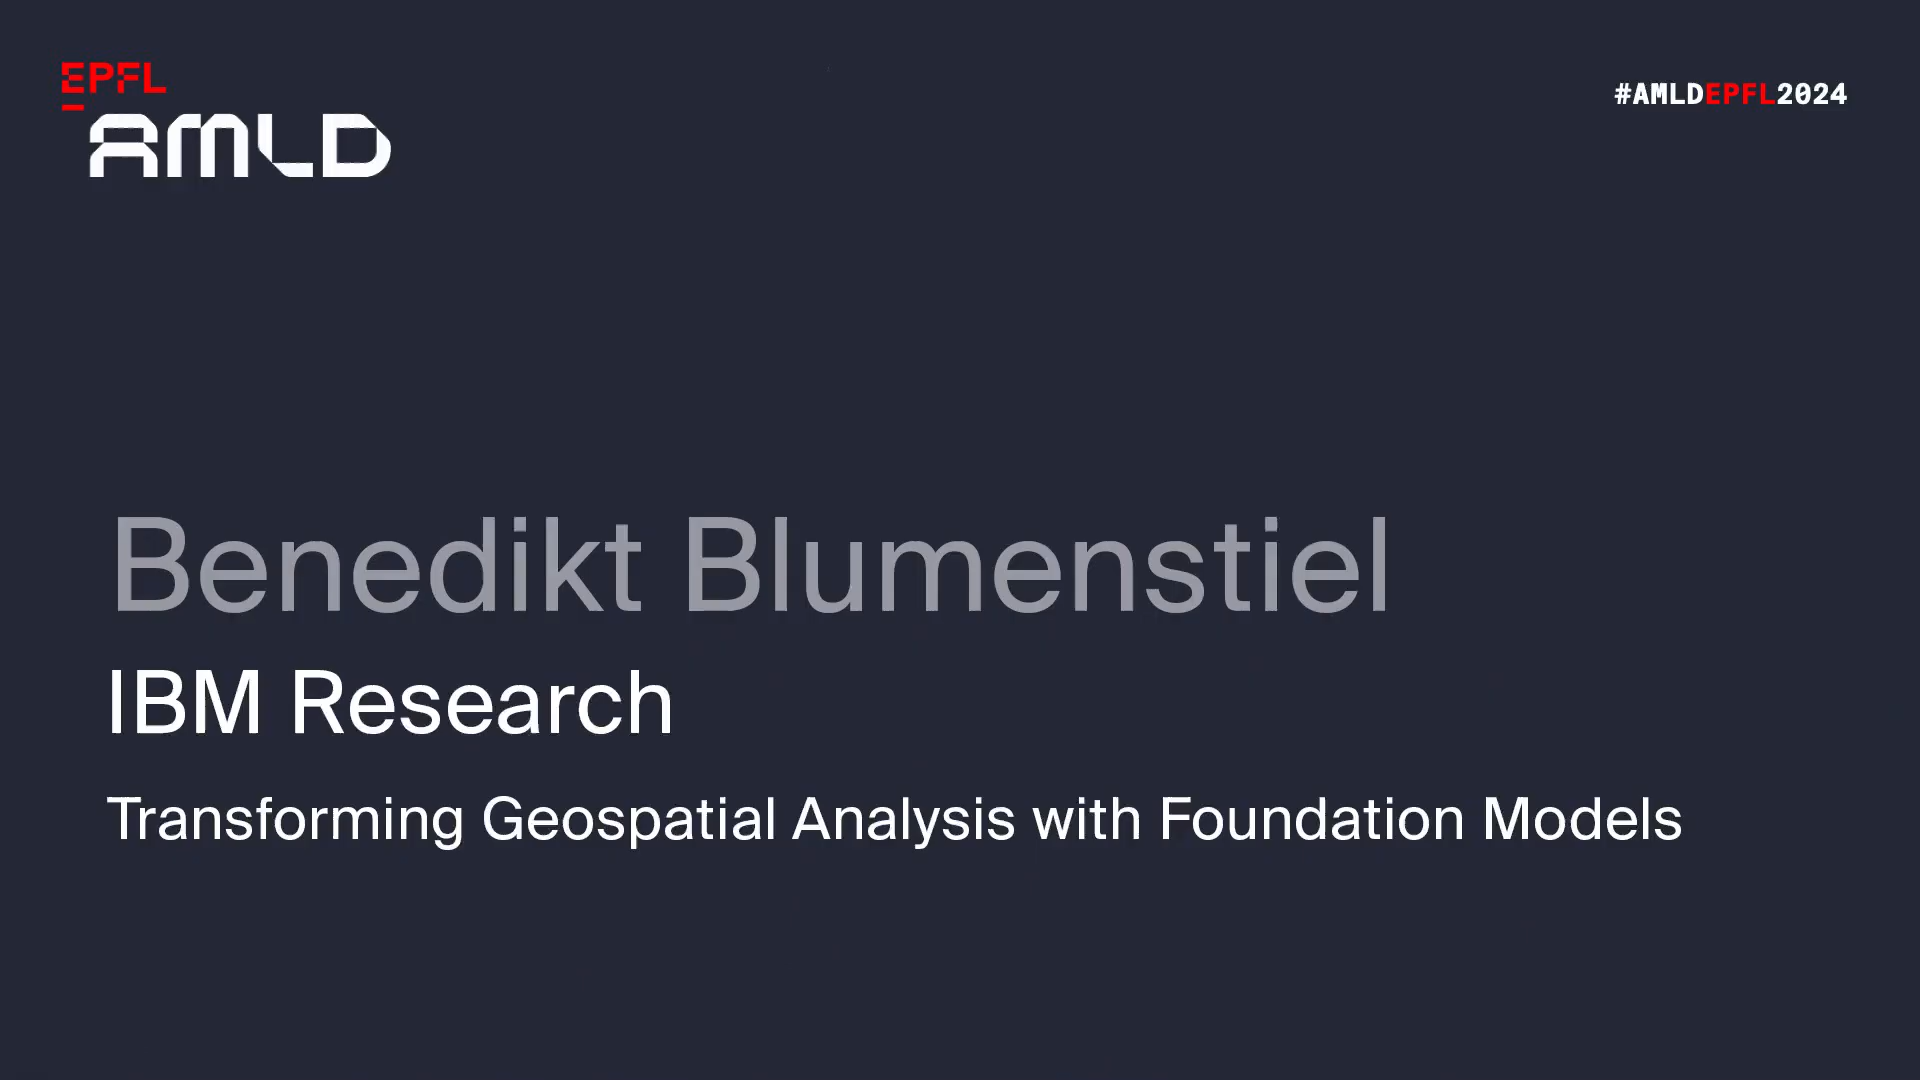 EPFL
AMLD
#AMLDEPFL2024
Benedikt Blumenstiel
IBM Research
Transforming Geospatial Analysis with Foundation Models